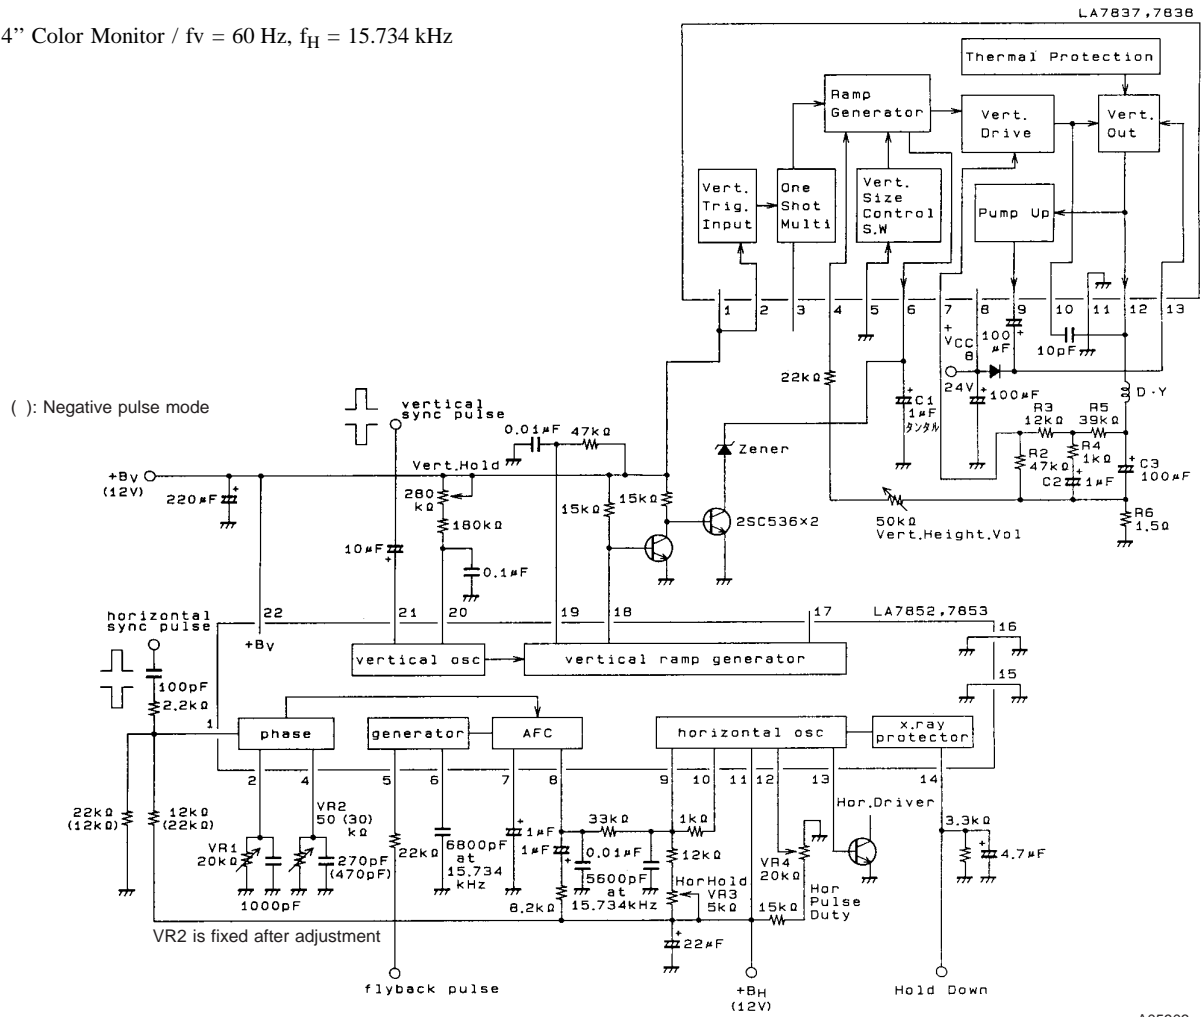 LA7837,7838
4’’ Color Monitor / fv = 60 Hz, fH = 15.734 kHz
Thermal Protection
Ramp
Generator
Vert.
Drive
Vert.
Out
Vert.
Trig.
Input
One
Shot
Multi
Vert.
Size
Control
S.W
Pump Up
1 2 3 4 5 6 7 8 9 10 11 12 13
+
VCC
8
24V
100
μF
+
10pF
22kΩ
+
C1
1μF
タンタル
+
100μF
D・Y
R3
12kΩ
R5
39kΩ
R2
47kΩ
R4
1kΩ
C2
+
1μF
+
C3
100μF
R6
1.5Ω
50kΩ
Vert.Height.Vol
( ): Negative pulse mode
vertical
sync pulse
0.01μF
47kΩ
Zener
+BV
(12V)
220μF
+
Vert.Hold
280
kΩ
180kΩ
15kΩ
15kΩ
2SC536×2
10μF
+
0.1μF
horizontal
sync pulse
22 21 20 19 18 17
LA7852,7853
16
15
+BV
vertical osc
vertical ramp generator
100pF
2.2kΩ
1
phase
generator
AFC
horizontal osc
x.ray
protector
2 4 5 6 7 8 9 10 11 12 13 14
22kΩ
(12kΩ)
12kΩ
(22kΩ)
VR1
20kΩ
1000pF
VR2
50 (30)
kΩ
270pF
(470pF)
22kΩ
6800pF
at
15.734
kHz
+
1μF
1μF
+
33kΩ
0.01μF
5600pF
at
15.734kHz
8.2kΩ
1kΩ
12kΩ
HorHold
VR3
5kΩ
+
22μF
VR4
20kΩ
15kΩ
Hor
Pulse
Duty
Hor.Driver
3.3kΩ
+
4.7μF
VR2 is fixed after adjustment
flyback pulse
+BH
(12V)
Hold Down